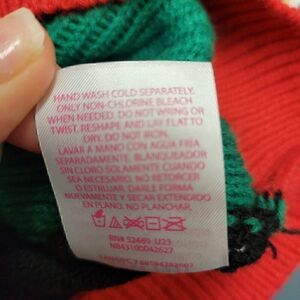 HAND WASH COLD SEPARATELY.
ONLY NON-CHLORINE BLEACH
WHEN NEEDED. DO NOT WRING OR
TWIST. RESHAPE AND LAY FLAT TO
DRY. DO NOT IRON.
LAVAR A MANO CON AGUA FRIA
SEPARADAMENTE. BLANQUEADOR
SIN CLORO SOLAMENTE CUANDO
SEA NECESARIO. NO RETORCER
O ESTRUJAR. DARLE FORMA
NUEVAMENTE Y SECAR EXTENDIDO
EN PLANO. NO PLANCHAR.
RN# 52469-U23
NB43100042627